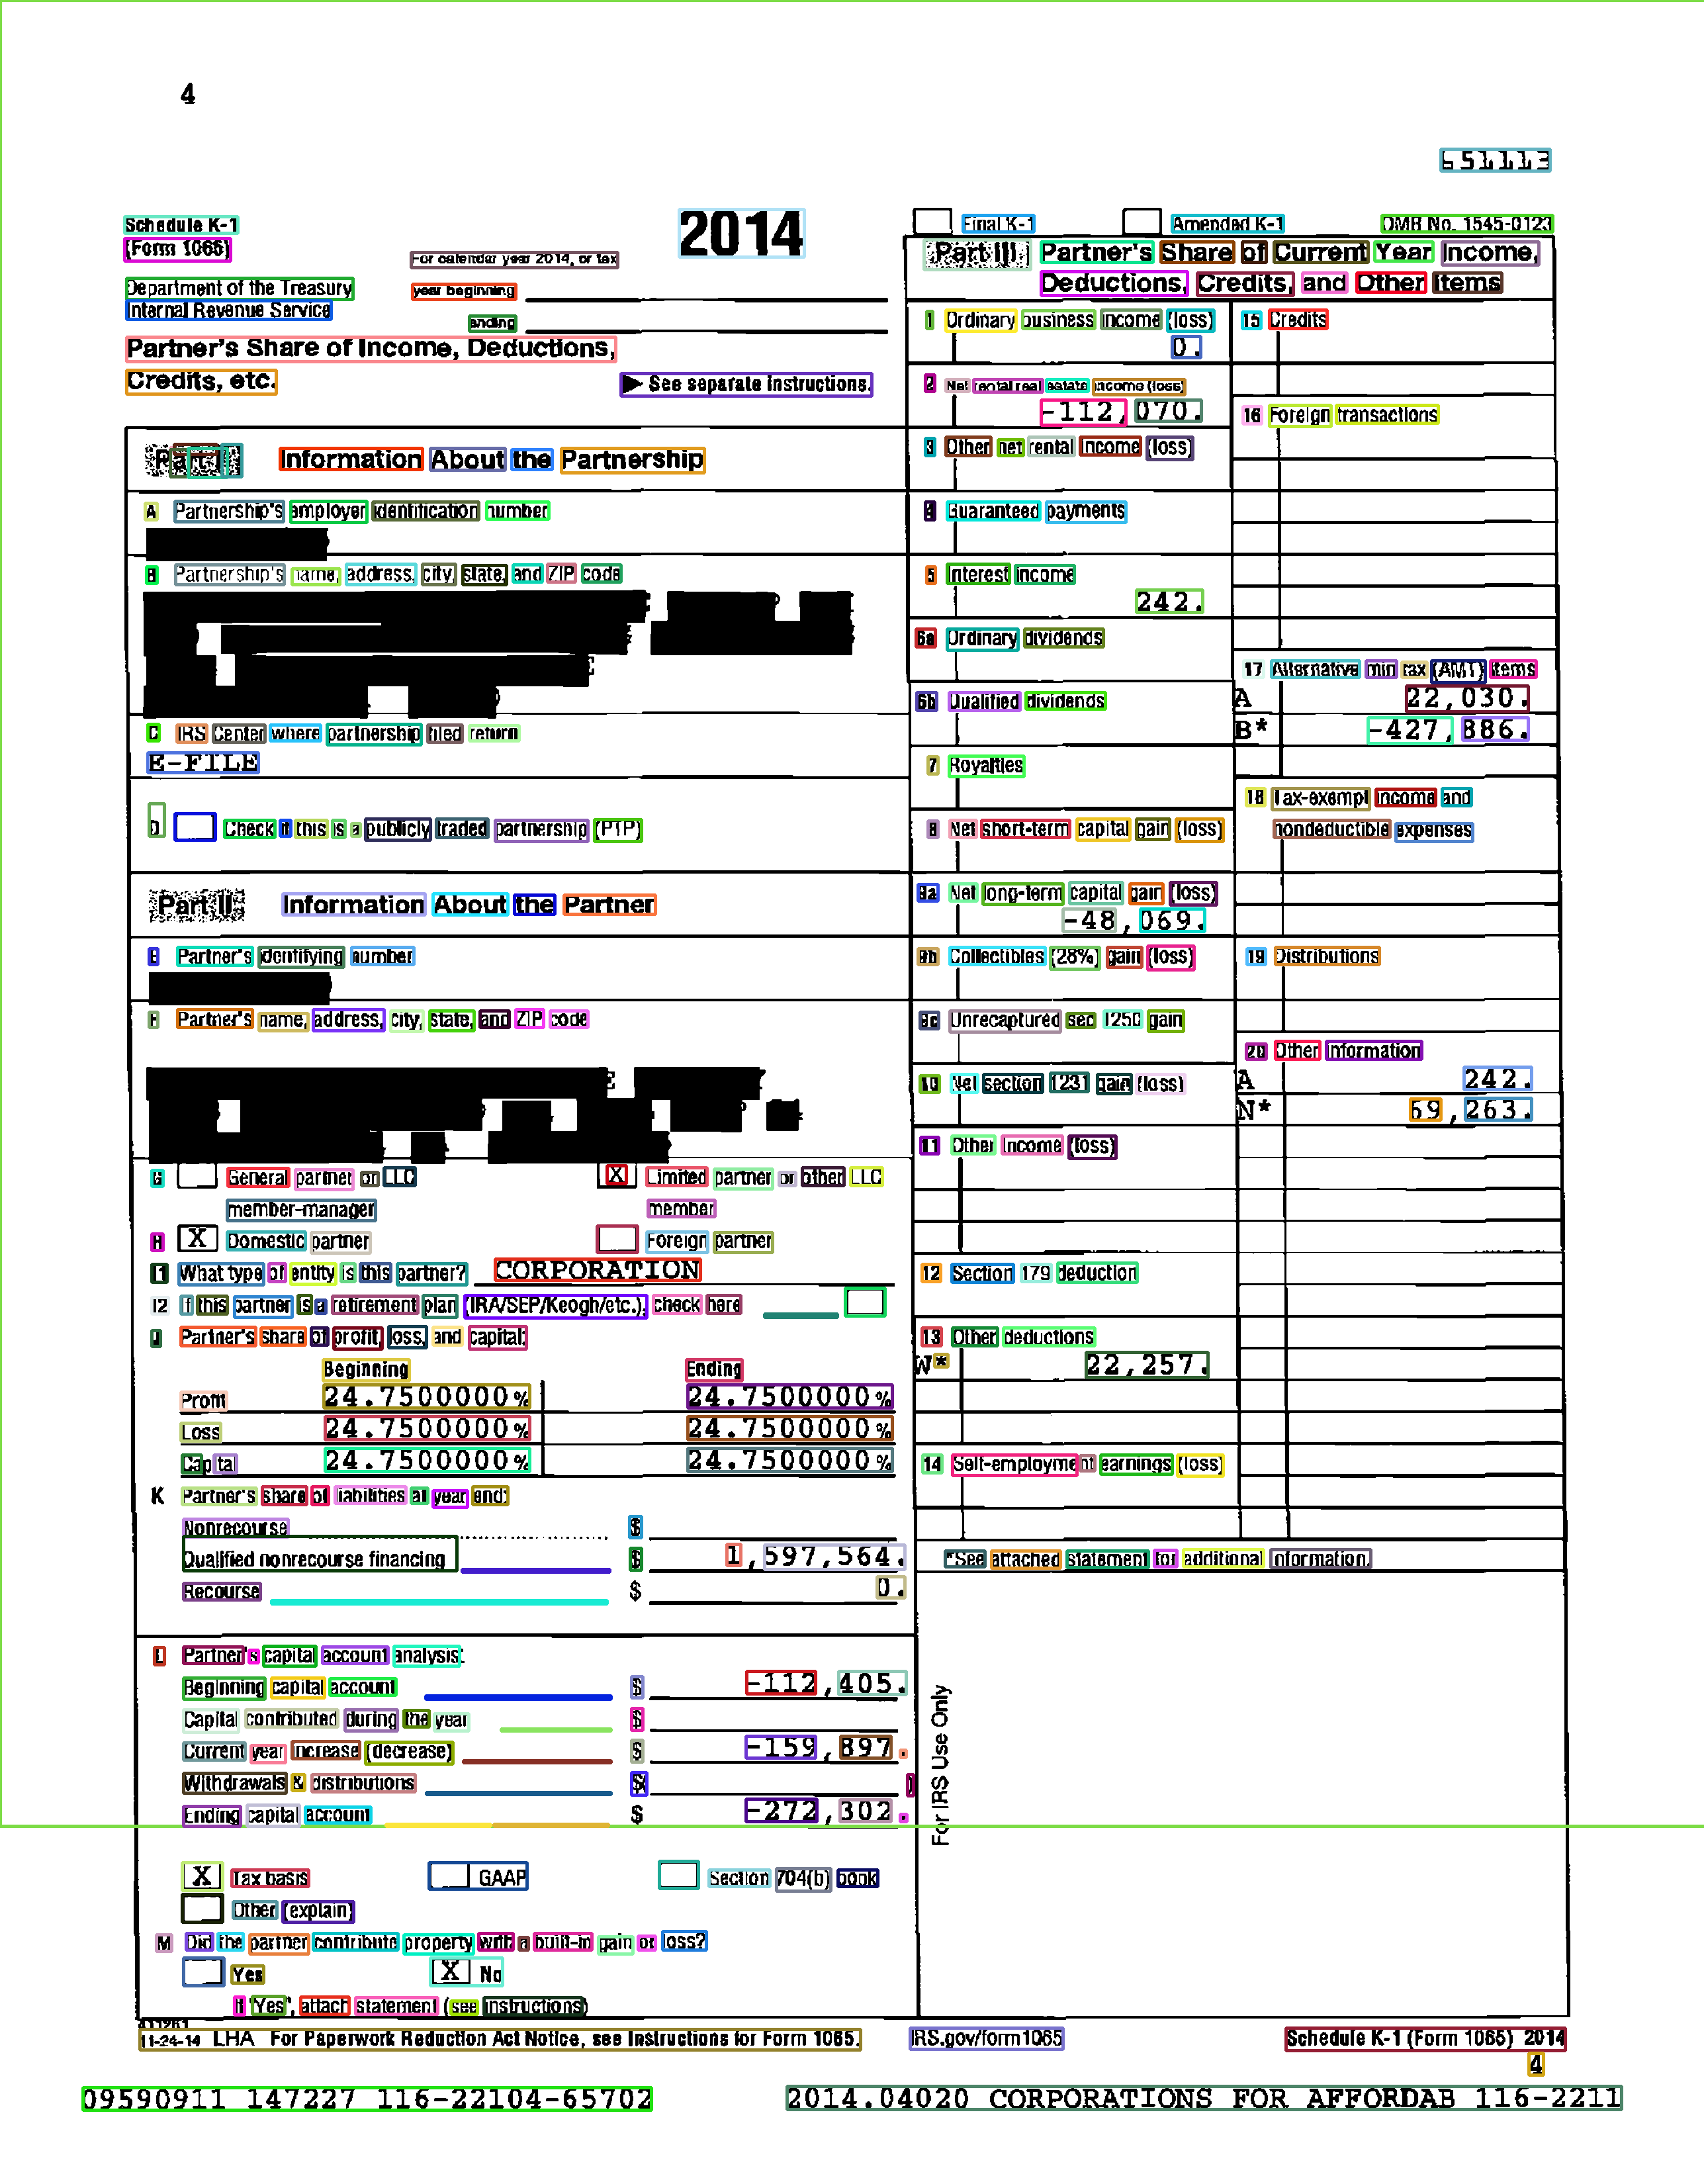 4
651113
Schedule K-1
(Form 1065)
2014
Final K-1 Amended K-1 OMB No. 1545-0123
For calendar year 2014, or tax
year beginning
ending
Department of the Treasury
Internal Revenue Service
Partner's Share of Income, Deductions,
Credits, etc.
► See separate instructions.
Part I Information About the Partnership
A Partnership's employer identification number
B Partnership's name, address, city, state, and ZIP code
C IRS Center where partnership filed return
E-FILE
D Check if this is a publicly traded partnership (PTP)
Part II Information About the Partner
E Partner's identifying number
F Partner's name, address, city, state, and ZIP code
G General partner or LLC X Limited partner or other LLC
member-manager member
H X Domestic partner Foreign partner
I1 What type of entity is this partner? CORPORATION
I2 If this partner is a retirement plan (IRA/SEP/Keogh/etc.), check here
J Partner's share of profit, loss, and capital:
Beginning Ending
Profit 24.7500000% 24.7500000%
Loss 24.7500000% 24.7500000%
Capital 24.7500000% 24.7500000%
K Partner's share of liabilities at year end:
Nonrecourse $
Qualified nonrecourse financing $ 1,597,564.
Recourse $ 0.
L Partner's capital account analysis:
Beginning capital account $ -112,405.
Capital contributed during the year $
Current year increase (decrease) $ -159,897.
Withdrawals & distributions $( )
Ending capital account $ -272,302.
X Tax basis GAAP Section 704(b) book
Other (explain)
M Did the partner contribute property with a built-in gain or loss?
Yes X No
If "Yes", attach statement (see instructions)
Part III Partner's Share of Current Year Income,
Deductions, Credits, and Other Items
1 Ordinary business income (loss)
0.
2 Net rental real estate income (loss)
-112,070.
3 Other net rental income (loss)
4 Guaranteed payments
5 Interest income
242.
6a Ordinary dividends
6b Qualified dividends
7 Royalties
8 Net short-term capital gain (loss)
9a Net long-term capital gain (loss)
-48,069.
9b Collectibles (28%) gain (loss)
9c Unrecaptured sec 1250 gain
10 Net section 1231 gain (loss)
11 Other income (loss)
12 Section 179 deduction
13 Other deductions
W* 22,257.
14 Self-employment earnings (loss)
15 Credits
16 Foreign transactions
17 Alternative min tax (AMT) items
A 22,030.
B* -427,886.
18 Tax-exempt income and
nondeductible expenses
19 Distributions
20 Other information
A 242.
N* 69,263.
*See attached statement for additional information.
For IRS Use Only
411261
11-24-14 LHA For Paperwork Reduction Act Notice, see Instructions for Form 1065. IRS.gov/form1065 Schedule K-1 (Form 1065) 2014
4
09590911 147227 116-22104-65702 2014.04020 CORPORATIONS FOR AFFORDAB 116-2211